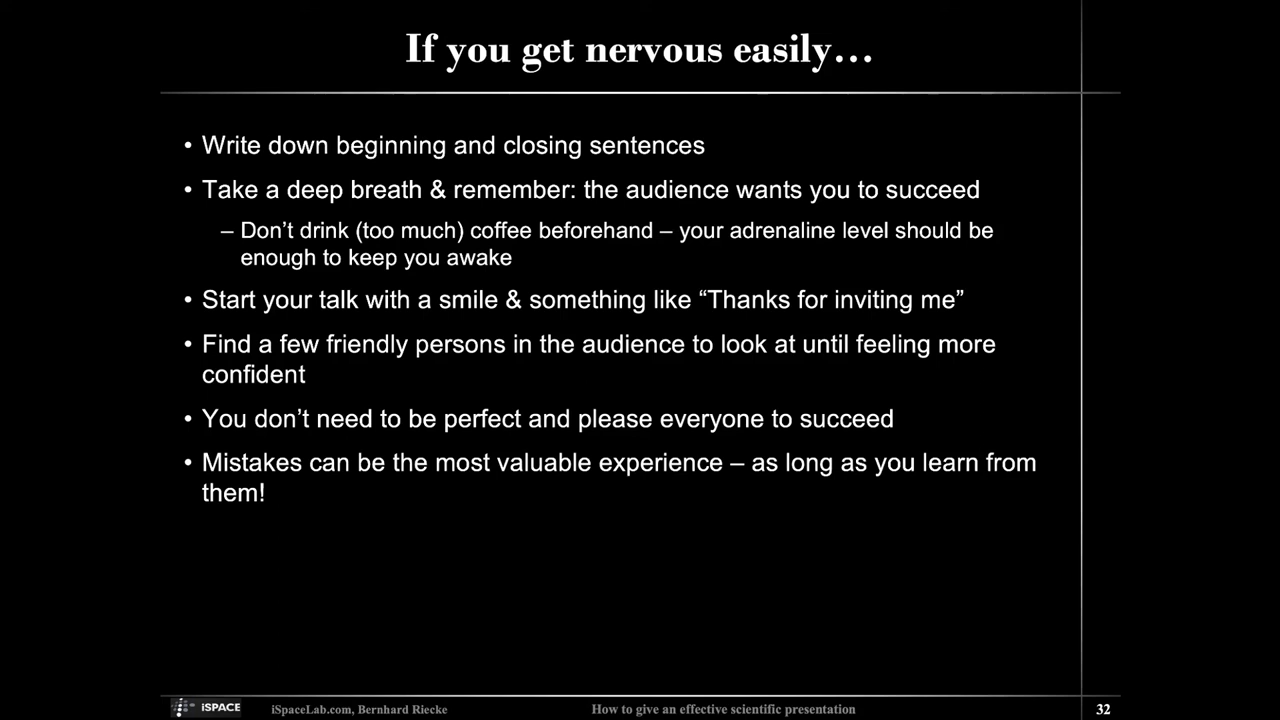 If you get nervous easily…
• Write down beginning and closing sentences
• Take a deep breath & remember: the audience wants you to succeed
– Don’t drink (too much) coffee beforehand – your adrenaline level should be
enough to keep you awake
• Start your talk with a smile & something like “Thanks for inviting me”
• Find a few friendly persons in the audience to look at until feeling more
confident
• You don’t need to be perfect and please everyone to succeed
• Mistakes can be the most valuable experience – as long as you learn from
them!
iSPACE
iSpaceLab.com, Bernhard Riecke
How to give an effective scientific presentation
32